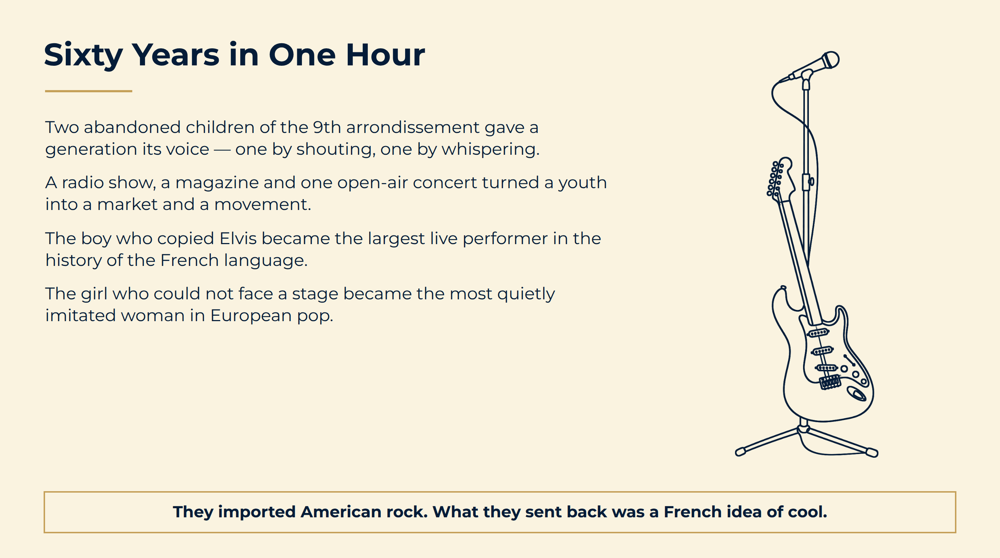 Sixty Years in One Hour
Two abandoned children of the 9th arrondissement gave a
generation its voice — one by shouting, one by whispering.
A radio show, a magazine and one open-air concert turned a youth
into a market and a movement.
The boy who copied Elvis became the largest live performer in the
history of the French language.
The girl who could not face a stage became the most quietly
imitated woman in European pop.
They imported American rock. What they sent back was a French idea of cool.